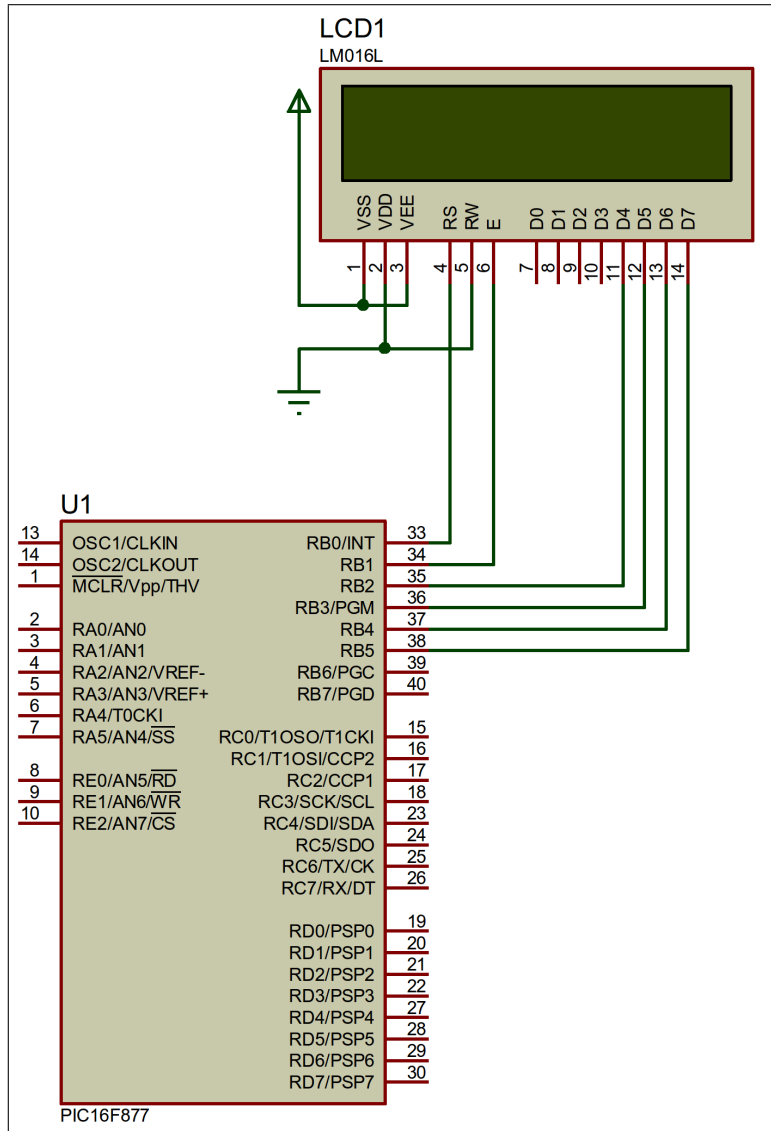 LCD1
LM016L
VSS
VDD
VEE
RS
RW
E
D0
D1
D2
D3
D4
D5
D6
D7
1
2
3
4
5
6
7
8
9
10
11
12
13
14
U1
13 OSC1/CLKIN RB0/INT 33
14 OSC2/CLKOUT RB1 34
1 MCLR/Vpp/THV RB2 35
RB3/PGM 36
2 RA0/AN0 RB4 37
3 RA1/AN1 RB5 38
4 RA2/AN2/VREF- RB6/PGC 39
5 RA3/AN3/VREF+ RB7/PGD 40
6 RA4/T0CKI
7 RA5/AN4/SS RC0/T1OSO/T1CKI 15
RC1/T1OSI/CCP2 16
8 RE0/AN5/RD RC2/CCP1 17
9 RE1/AN6/WR RC3/SCK/SCL 18
10 RE2/AN7/CS RC4/SDI/SDA 23
RC5/SDO 24
RC6/TX/CK 25
RC7/RX/DT 26
RD0/PSP0 19
RD1/PSP1 20
RD2/PSP2 21
RD3/PSP3 22
RD4/PSP4 27
RD5/PSP5 28
RD6/PSP6 29
RD7/PSP7 30
PIC16F877